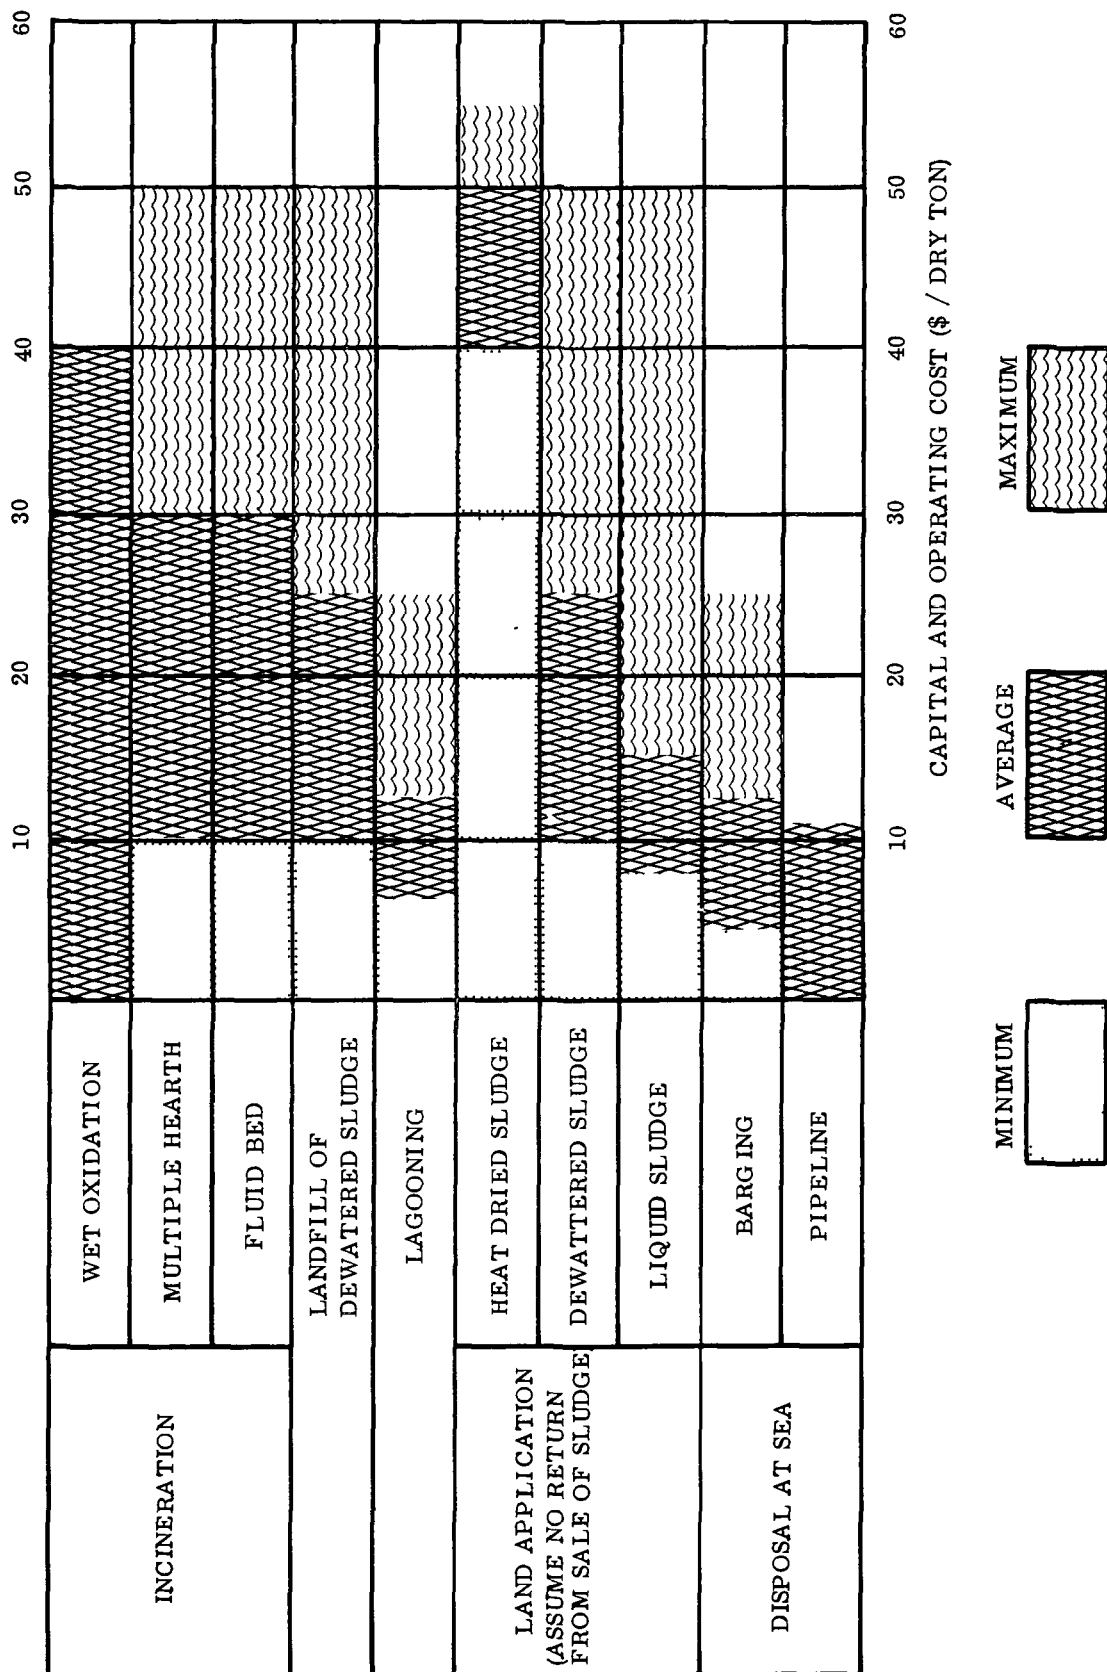 INCINERATION
WET OXIDATION
MULTIPLE HEARTH
FLUID BED
LANDFILL OF
DEWATERED SLUDGE
LAGOONING
LAND APPLICATION
(ASSUME NO RETURN
FROM SALE OF SLUDGE
HEAT DRIED SLUDGE
DEWATTERED SLUDGE
LIQUID SLUDGE
DISPOSAL AT SEA
BARGING
PIPELINE
10 20 30 40 50 60
10 20 30 40 50 60
CAPITAL AND OPERATING COST ($ / DRY TON)
MINIMUM
AVERAGE
MAXIMUM